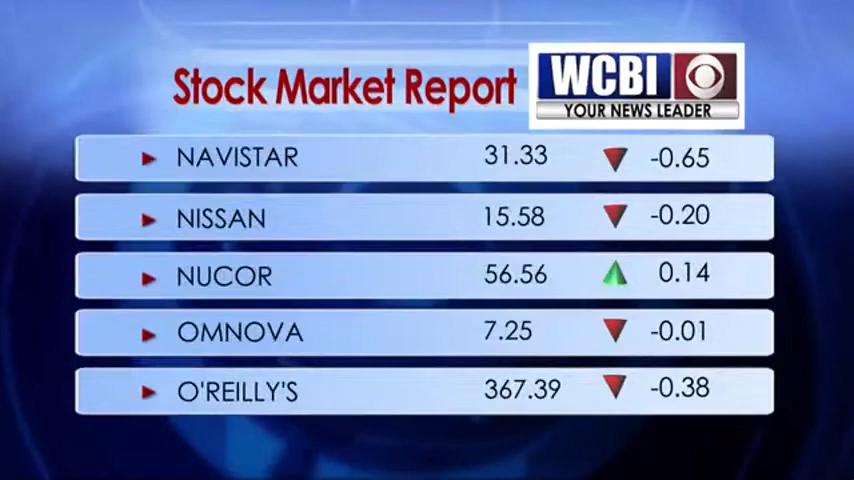 Stock Market Report
WCBI
YOUR NEWS LEADER
NAVISTAR 31.33 -0.65
NISSAN 15.58 -0.20
NUCOR 56.56 0.14
OMNOVA 7.25 -0.01
O'REILLY'S 367.39 -0.38